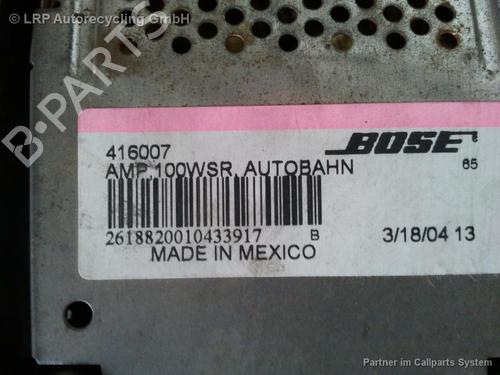 © LRP Autorecycling GmbH
B-PARTS
416007
BOSE
AMP, 100WSR, AUTOBAHN
65
2618820010433917 B
3/18/04 13
MADE IN MEXICO
Partner im Callparts System